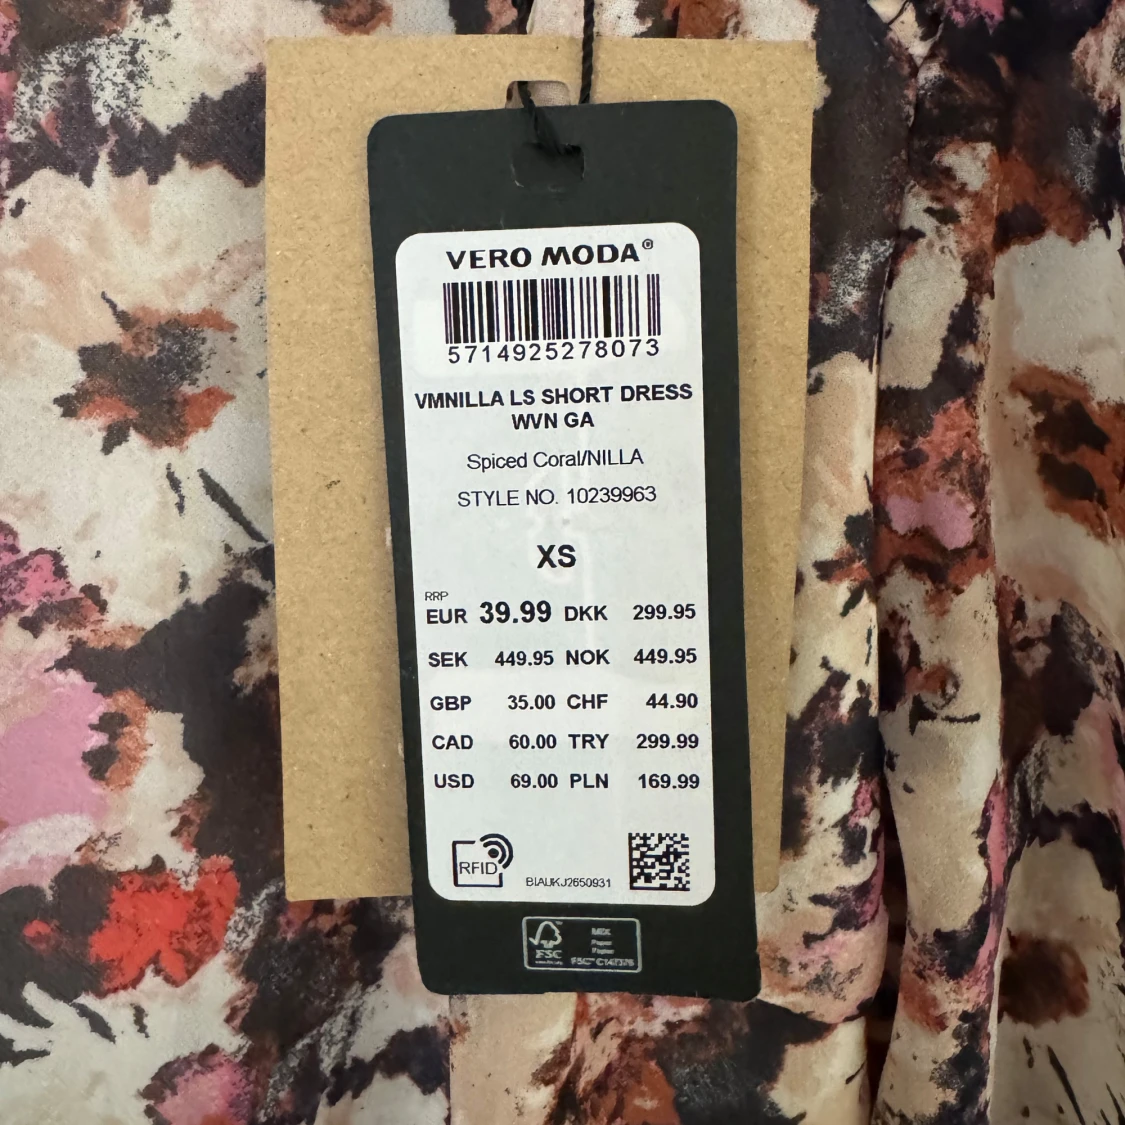 VERO MODA®
5714925278073
VMNILLA LS SHORT DRESS
WVN GA
Spiced Coral/NILLA
STYLE NO. 10239963
XS
RRP
EUR 39.99 DKK 299.95
SEK 449.95 NOK 449.95
GBP 35.00 CHF 44.90
CAD 60.00 TRY 299.99
USD 69.00 PLN 169.99
RFID
BIAUKJ2650931
FSC
MIX